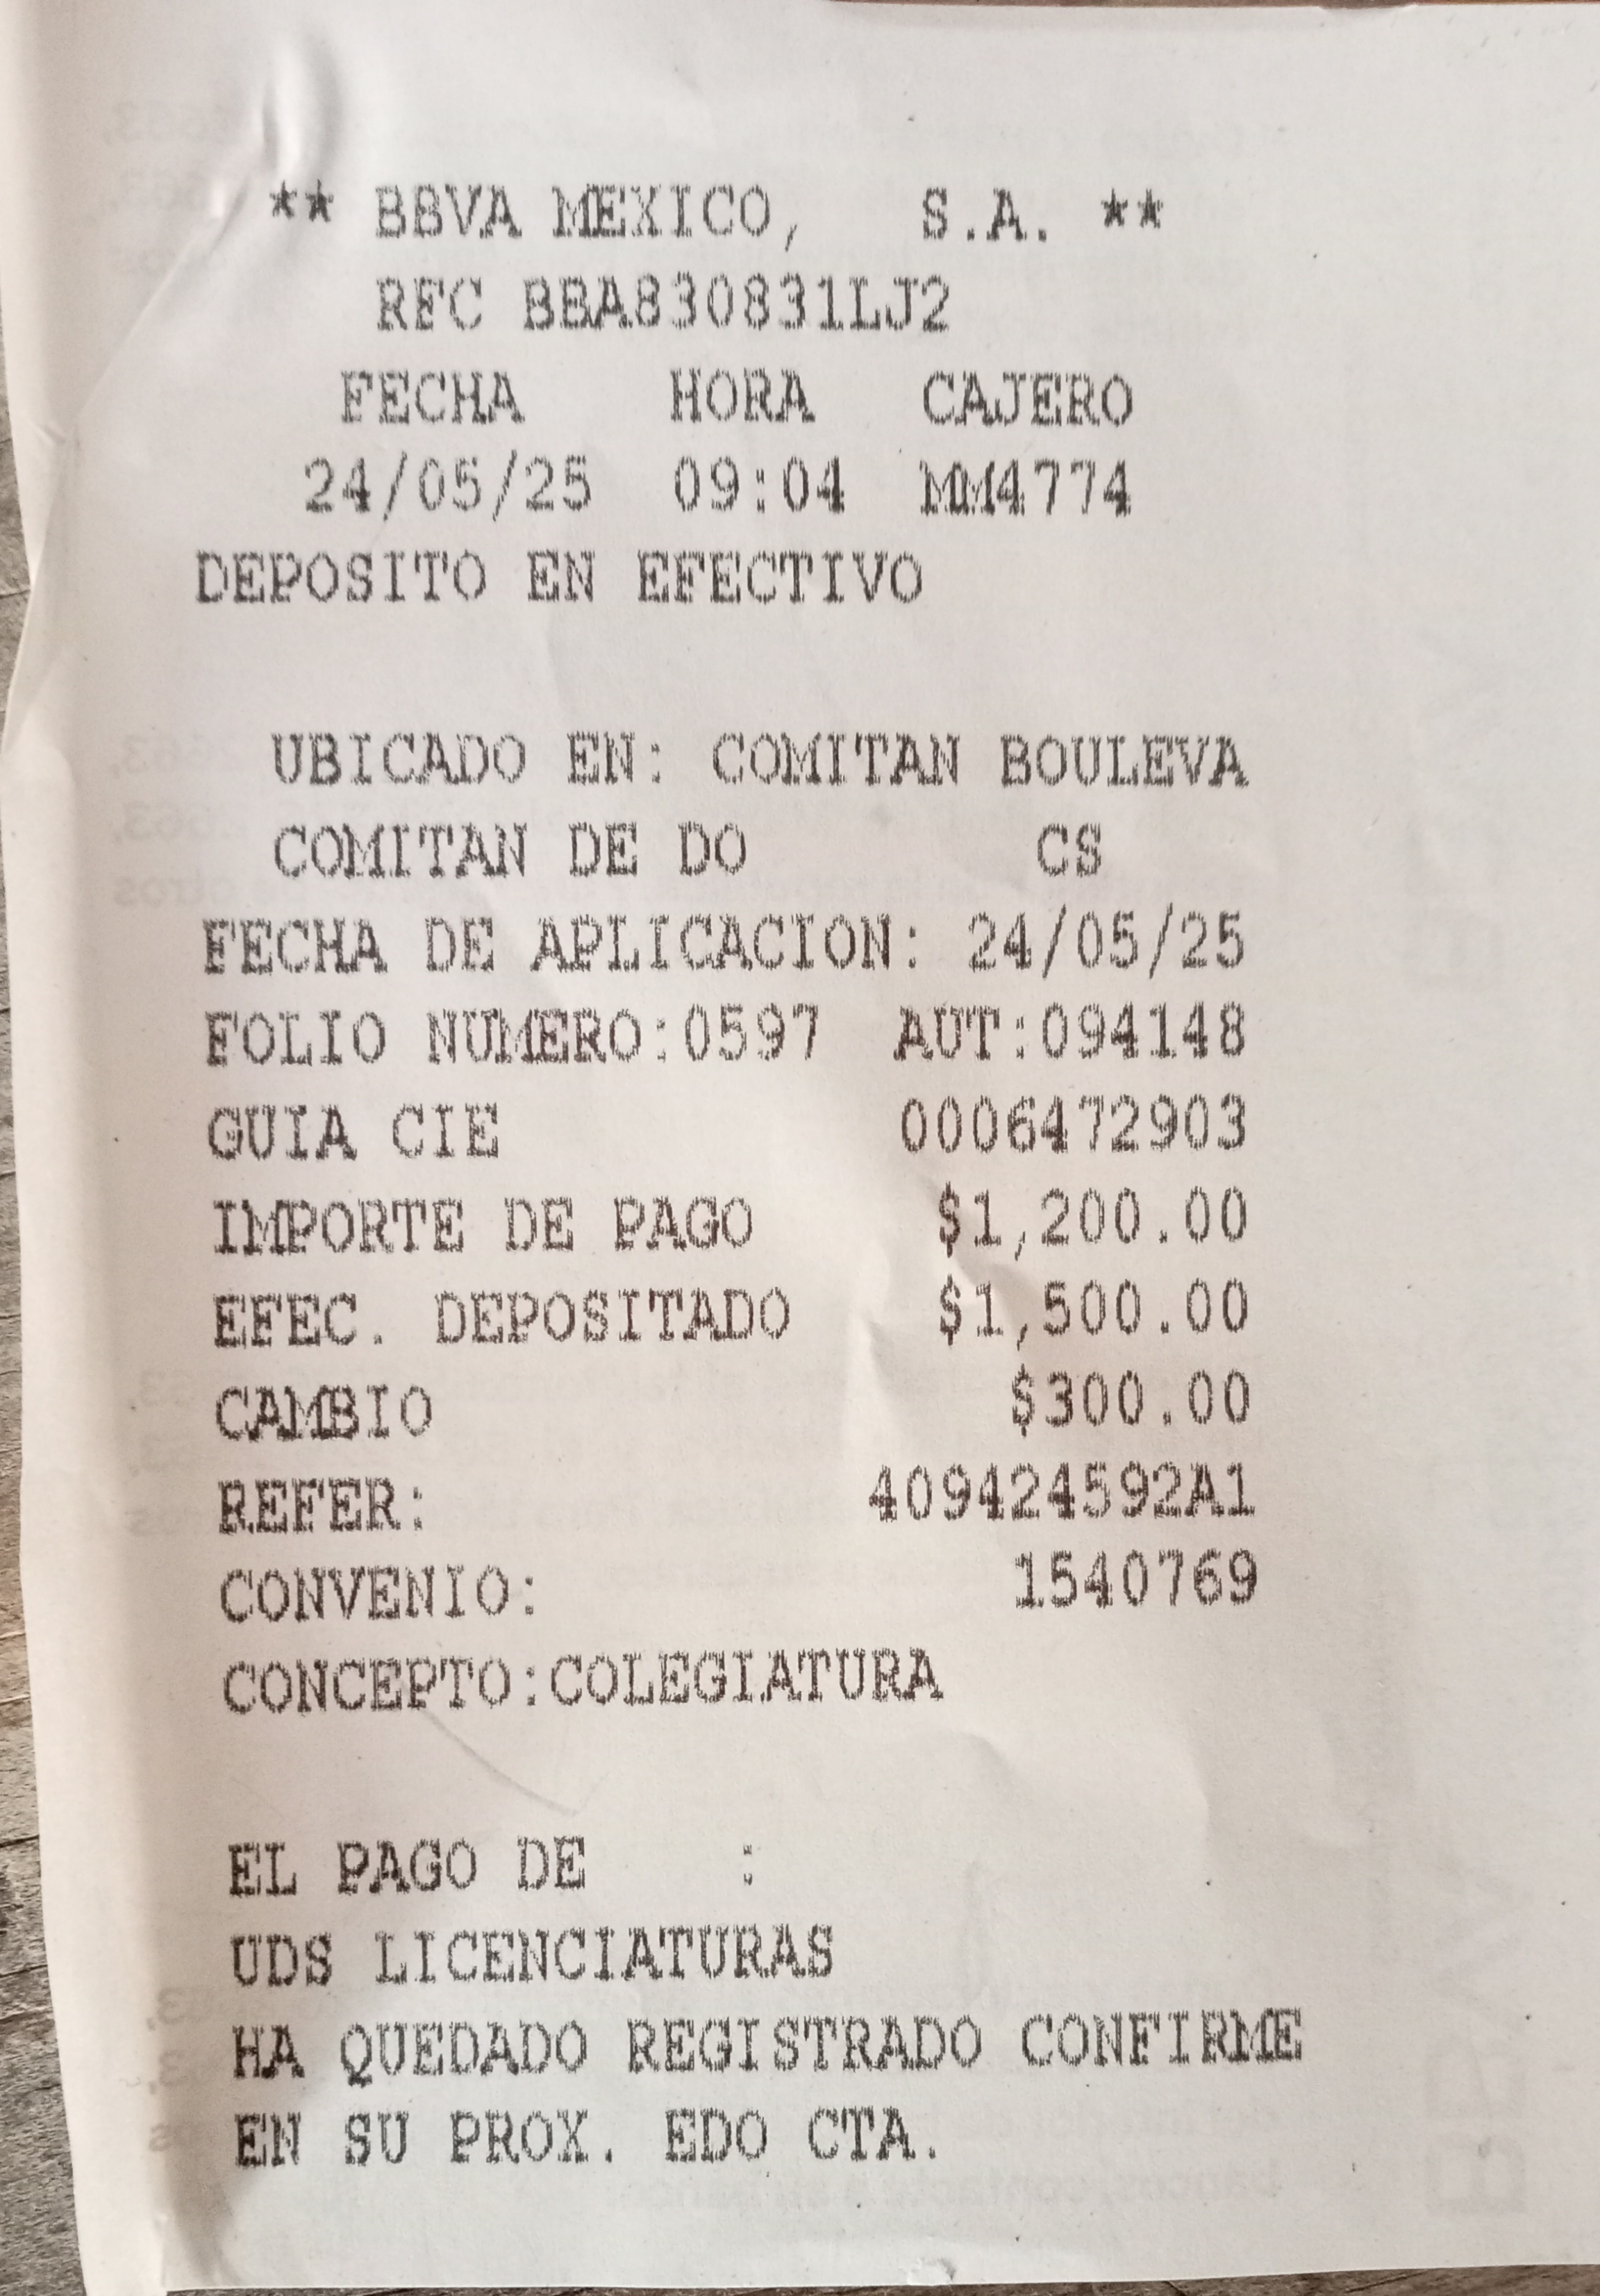 ** BBVA MEXICO, S.A. **
RFC BBA830831LJ2
FECHA HORA CAJERO
24/05/25 09:04 MM4774
DEPOSITO EN EFECTIVO
UBICADO EN: COMITAN BOULEVA
COMITAN DE DO CS
FECHA DE APLICACION: 24/05/25
FOLIO NUMERO:0597 AUT:094148
GUIA CIE 0006472903
IMPORTE DE PAGO $1,200.00
EFEC. DEPOSITADO $1,500.00
CAMBIO $300.00
REFER: 409424592A1
CONVENIO: 1540769
CONCEPTO:COLEGIATURA
EL PAGO DE :
UDS LICENCIATURAS
HA QUEDADO REGISTRADO CONFIRME
EN SU PROX. EDO CTA.